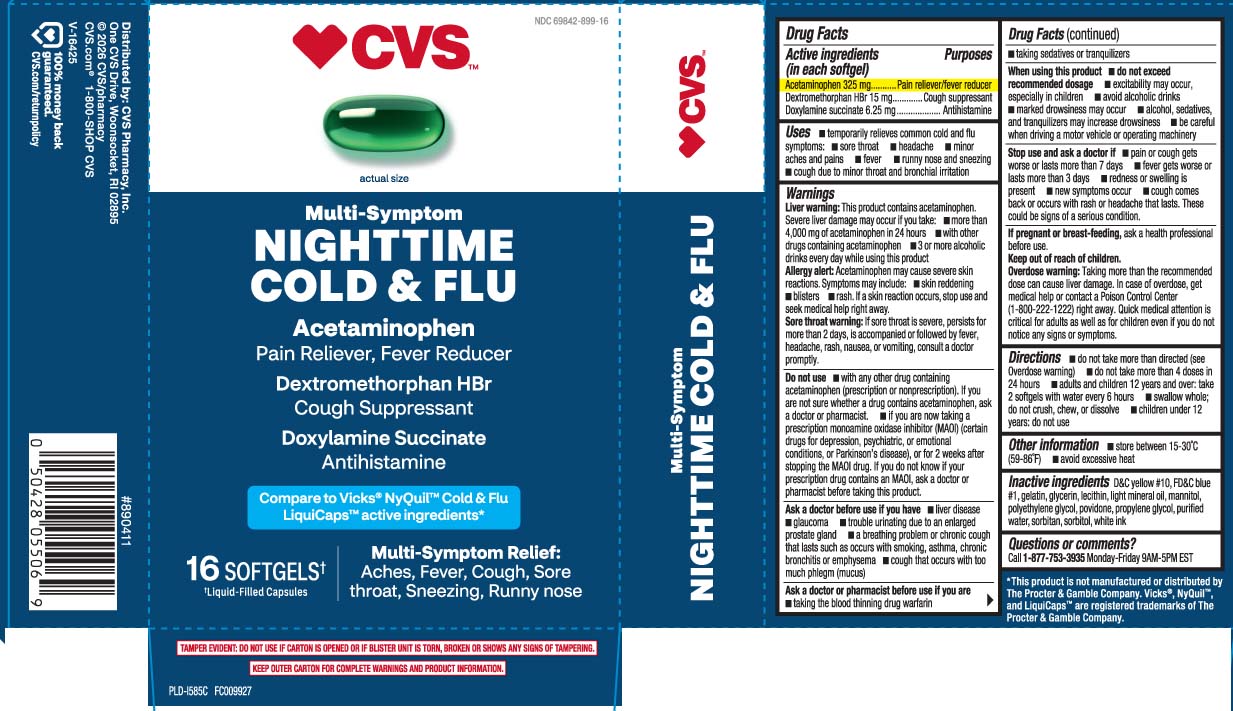 Distributed by: CVS Pharmacy, Inc.
One CVS Drive, Woonsocket, RI 02895
© 2026 CVS/pharmacy
CVS.com® 1-800-SHOP CVS
V-16425
100% money back
guaranteed.
CVS.com/returnpolicy
#890411
0 50428 05506 9
NDC 69842-899-16
CVS™
actual size
Multi-Symptom
NIGHTTIME
COLD & FLU
Acetaminophen
Pain Reliever, Fever Reducer
Dextromethorphan HBr
Cough Suppressant
Doxylamine Succinate
Antihistamine
Compare to Vicks® NyQuil™ Cold & Flu
LiquiCaps™ active ingredients*
16 SOFTGELS†
†Liquid-Filled Capsules
Multi-Symptom Relief:
Aches, Fever, Cough, Sore
throat, Sneezing, Runny nose
TAMPER EVIDENT: DO NOT USE IF CARTON IS OPENED OR IF BLISTER UNIT IS TORN, BROKEN OR SHOWS ANY SIGNS OF TAMPERING.
KEEP OUTER CARTON FOR COMPLETE WARNINGS AND PRODUCT INFORMATION.
PLD-I585C FC009927
CVS™
Multi-Symptom
NIGHTTIME COLD & FLU
Drug Facts
Active ingredients Purposes
(in each softgel)
Acetaminophen 325 mg...........Pain reliever/fever reducer
Dextromethorphan HBr 15 mg.............Cough suppressant
Doxylamine succinate 6.25 mg...................Antihistamine
Uses ■ temporarily relieves common cold and flu
symptoms: ■ sore throat ■ headache ■ minor
aches and pains ■ fever ■ runny nose and sneezing
■ cough due to minor throat and bronchial irritation
Warnings
Liver warning: This product contains acetaminophen.
Severe liver damage may occur if you take: ■ more than
4,000 mg of acetaminophen in 24 hours ■ with other
drugs containing acetaminophen ■ 3 or more alcoholic
drinks every day while using this product
Allergy alert: Acetaminophen may cause severe skin
reactions. Symptoms may include: ■ skin reddening
■ blisters ■ rash. If a skin reaction occurs, stop use and
seek medical help right away.
Sore throat warning: If sore throat is severe, persists for
more than 2 days, is accompanied or followed by fever,
headache, rash, nausea, or vomiting, consult a doctor
promptly.
Do not use ■ with any other drug containing
acetaminophen (prescription or nonprescription). If you
are not sure whether a drug contains acetaminophen, ask
a doctor or pharmacist. ■ if you are now taking a
prescription monoamine oxidase inhibitor (MAOI) (certain
drugs for depression, psychiatric, or emotional
conditions, or Parkinson's disease), or for 2 weeks after
stopping the MAOI drug. If you do not know if your
prescription drug contains an MAOI, ask a doctor or
pharmacist before taking this product.
Ask a doctor before use if you have ■ liver disease
■ glaucoma ■ trouble urinating due to an enlarged
prostate gland ■ a breathing problem or chronic cough
that lasts such as occurs with smoking, asthma, chronic
bronchitis or emphysema ■ cough that occurs with too
much phlegm (mucus)
Ask a doctor or pharmacist before use if you are
■ taking the blood thinning drug warfarin
Drug Facts (continued)
■ taking sedatives or tranquilizers
When using this product ■ do not exceed
recommended dosage ■ excitability may occur,
especially in children ■ avoid alcoholic drinks
■ marked drowsiness may occur ■ alcohol, sedatives,
and tranquilizers may increase drowsiness ■ be careful
when driving a motor vehicle or operating machinery
Stop use and ask a doctor if ■ pain or cough gets
worse or lasts more than 7 days ■ fever gets worse or
lasts more than 3 days ■ redness or swelling is
present ■ new symptoms occur ■ cough comes
back or occurs with rash or headache that lasts. These
could be signs of a serious condition.
If pregnant or breast-feeding, ask a health professional
before use.
Keep out of reach of children.
Overdose warning: Taking more than the recommended
dose can cause liver damage. In case of overdose, get
medical help or contact a Poison Control Center
(1-800-222-1222) right away. Quick medical attention is
critical for adults as well as for children even if you do not
notice any signs or symptoms.
Directions ■ do not take more than directed (see
Overdose warning) ■ do not take more than 4 doses in
24 hours ■ adults and children 12 years and over: take
2 softgels with water every 6 hours ■ swallow whole;
do not crush, chew, or dissolve ■ children under 12
years: do not use
Other information ■ store between 15-30°C
(59-86°F) ■ avoid excessive heat
Inactive ingredients D&C yellow #10, FD&C blue
#1, gelatin, glycerin, lecithin, light mineral oil, mannitol,
polyethylene glycol, povidone, propylene glycol, purified
water, sorbitan, sorbitol, white ink
Questions or comments?
Call 1-877-753-3935 Monday-Friday 9AM-5PM EST
*This product is not manufactured or distributed by
The Procter & Gamble Company. Vicks®, NyQuil™,
and LiquiCaps™ are registered trademarks of The
Procter & Gamble Company.